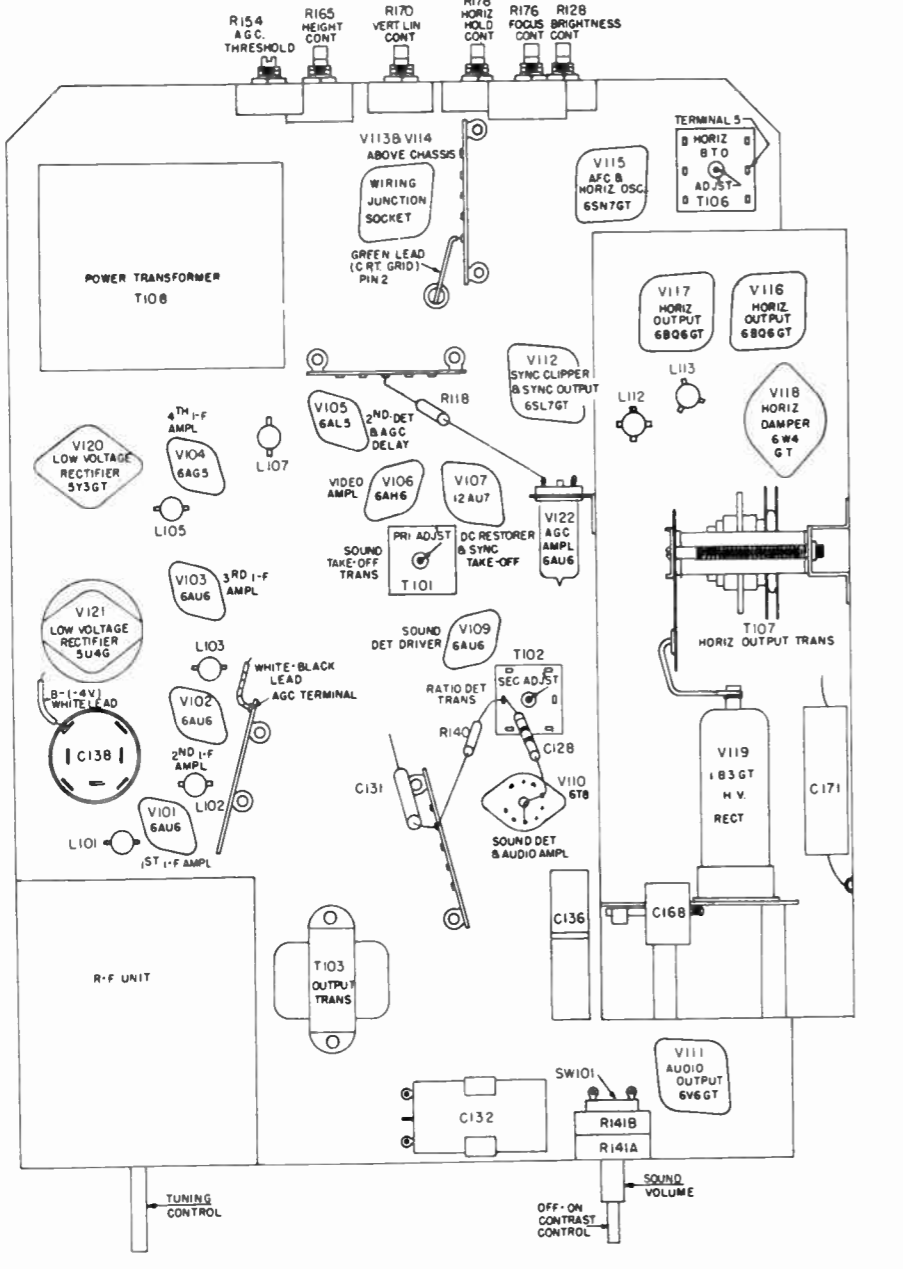 R154
A.G.C.
THRESHOLD
R165
HEIGHT
CONT
R170
VERT LIN
CONT
R178
HORIZ
HOLD
CONT
R176
FOCUS
CONT
R128
BRIGHTNESS
CONT
V113 & V114
ABOVE CHASSIS
WIRING
JUNCTION
SOCKET
GREEN LEAD
(CRT. GRID)
PIN 2
V115
AFC &
HORIZ OSC
6SN7GT
TERMINAL 5
HORIZ
BTO
ADJST
T106
POWER TRANSFORMER
T108
V117
HORIZ
OUTPUT
6BQ6GT
V116
HORIZ
OUTPUT
6BQ6GT
V112
SYNC CLIPPER
& SYNC OUTPUT
6SL7GT
L113
L112
V118
HORIZ
DAMPER
6W4
GT
R118
V105
6AL5
2ND. DET
& AGC
DELAY
4TH I-F
AMPL
V104
6AG5
L107
V120
LOW VOLTAGE
RECTIFIER
5Y3GT
L105
VIDEO
AMPL
V106
6AH6
V107
12AU7
V122
AGC
AMPL
6AU6
PRI ADJST
T101
SOUND
TAKE-OFF
TRANS
DC RESTORER
& SYNC
TAKE-OFF
V103
6AU6
3RD I-F
AMPL
V121
LOW VOLTAGE
RECTIFIER
5U4G
T107
HORIZ OUTPUT TRANS
SOUND
DET DRIVER
V109
6AU6
T102
SEC ADJST
RATIO DET
TRANS
L103
WHITE-BLACK
LEAD
AGC TERMINAL
B-(-4V)
WHITE LEAD
V102
6AU6
C138
2ND I-F
AMPL
L102
R140
C128
C131
V110
6T8
SOUND DET
& AUDIO AMPL
V119
1B3GT
H.V.
RECT
C171
V101
6AU6
L101
1ST I-F AMPL
C136
C168
R-F UNIT
T103
OUTPUT
TRANS
V111
AUDIO
OUTPUT
6V6GT
SW101
C132
R141B
R141A
TUNING
CONTROL
SOUND
VOLUME
OFF-ON
CONTRAST
CONTROL